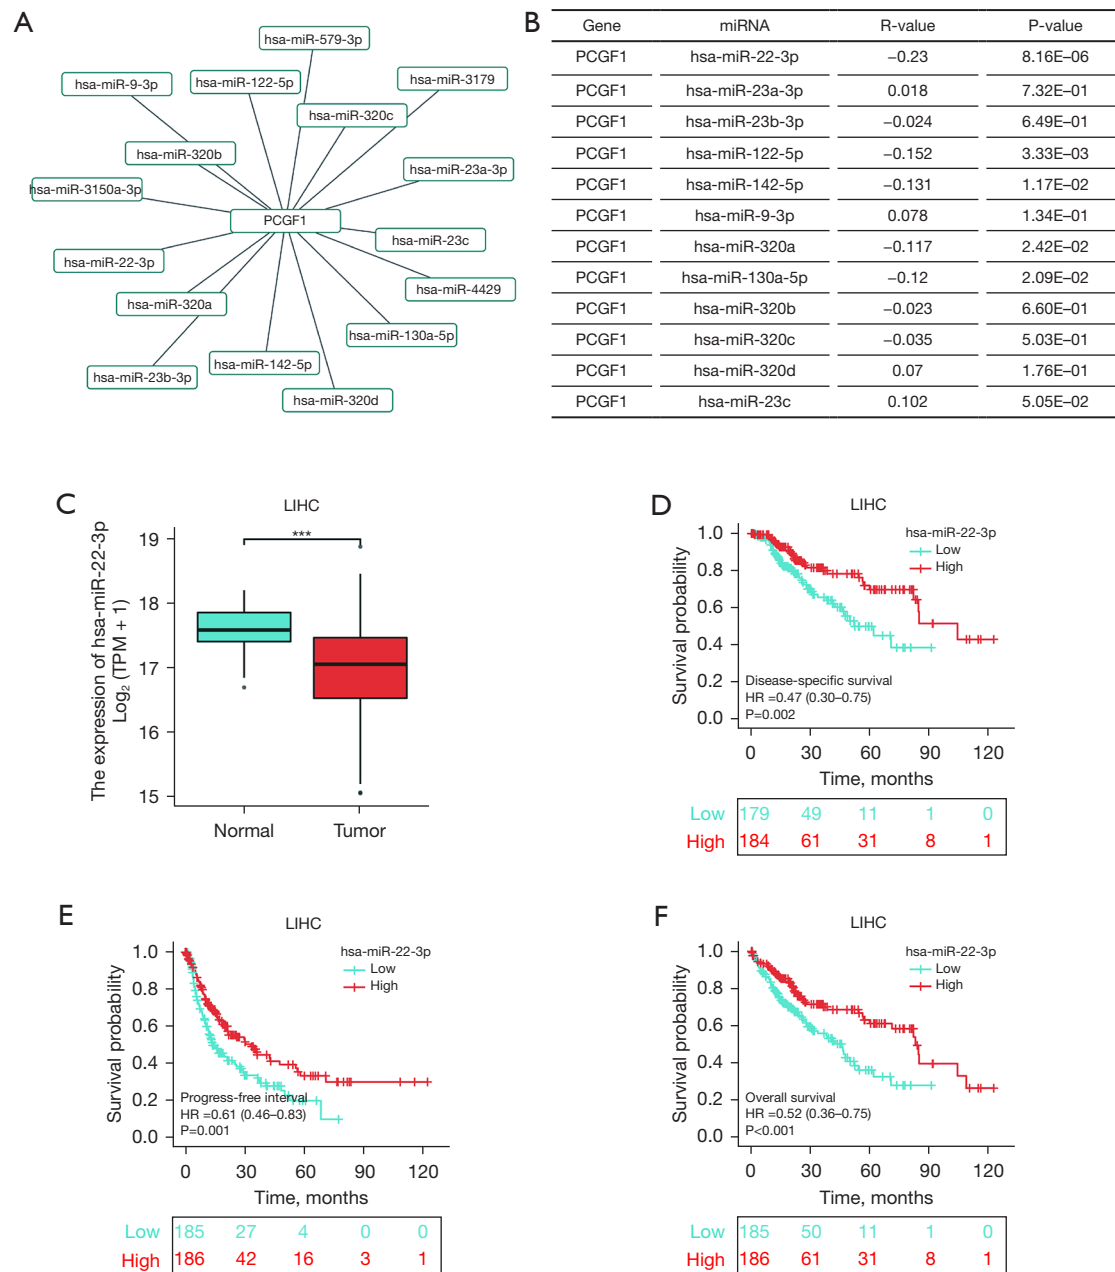 A
hsa-miR-579-3p
hsa-miR-9-3p
hsa-miR-122-5p
hsa-miR-3179
hsa-miR-320c
hsa-miR-320b
hsa-miR-23a-3p
hsa-miR-3150a-3p
PCGF1
hsa-miR-23c
hsa-miR-22-3p
hsa-miR-4429
hsa-miR-320a
hsa-miR-130a-5p
hsa-miR-142-5p
hsa-miR-23b-3p
hsa-miR-320d
B
Gene miRNA R-value P-value
PCGF1 hsa-miR-22-3p −0.23 8.16E–06
PCGF1 hsa-miR-23a-3p 0.018 7.32E–01
PCGF1 hsa-miR-23b-3p −0.024 6.49E–01
PCGF1 hsa-miR-122-5p −0.152 3.33E–03
PCGF1 hsa-miR-142-5p −0.131 1.17E–02
PCGF1 hsa-miR-9-3p 0.078 1.34E–01
PCGF1 hsa-miR-320a −0.117 2.42E–02
PCGF1 hsa-miR-130a-5p −0.12 2.09E–02
PCGF1 hsa-miR-320b −0.023 6.60E–01
PCGF1 hsa-miR-320c −0.035 5.03E–01
PCGF1 hsa-miR-320d 0.07 1.76E–01
PCGF1 hsa-miR-23c 0.102 5.05E–02
C
LIHC
The expression of hsa-miR-22-3p
Log₂ (TPM + 1)
19
18
17
16
15
***
Normal Tumor
D
LIHC
Survival probability
1.0
0.8
0.6
0.4
0.2
0.0
hsa-miR-22-3p
Low
High
Disease-specific survival
HR =0.47 (0.30–0.75)
P=0.002
0 30 60 90 120
Time, months
Low 179 49 11 1 0
High 184 61 31 8 1
E
LIHC
Survival probability
1.0
0.8
0.6
0.4
0.2
0.0
hsa-miR-22-3p
Low
High
Progress-free interval
HR =0.61 (0.46–0.83)
P=0.001
0 30 60 90 120
Time, months
Low 185 27 4 0 0
High 186 42 16 3 1
F
LIHC
Survival probability
1.0
0.8
0.6
0.4
0.2
0.0
hsa-miR-22-3p
Low
High
Overall survival
HR =0.52 (0.36–0.75)
P<0.001
0 30 60 90 120
Time, months
Low 185 50 11 1 0
High 186 61 31 8 1